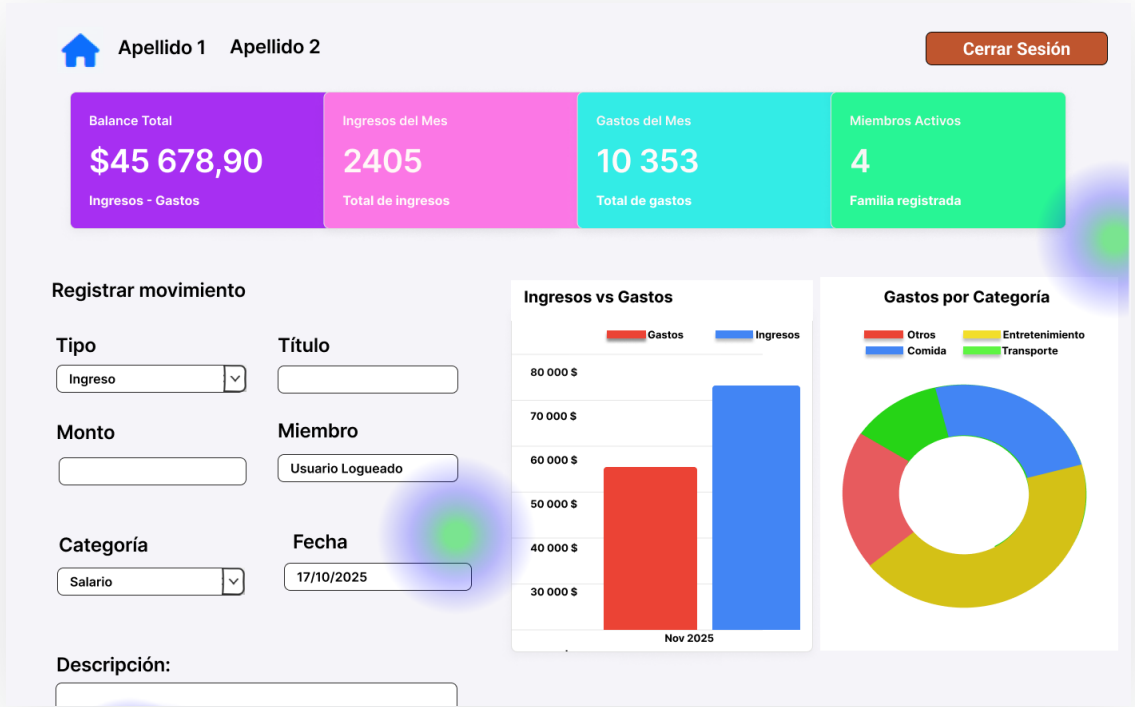 Apellido 1 Apellido 2
Cerrar Sesión
Balance Total
$45 678,90
Ingresos - Gastos
Ingresos del Mes
2405
Total de ingresos
Gastos del Mes
10 353
Total de gastos
Miembros Activos
4
Familia registrada
Registrar movimiento
Tipo
Ingreso
Título
Monto
Miembro
Usuario Logueado
Categoría
Salario
Fecha
17/10/2025
Descripción:
Ingresos vs Gastos
Gastos Ingresos
80 000 $
70 000 $
60 000 $
50 000 $
40 000 $
30 000 $
Nov 2025
Gastos por Categoría
Otros Entretenimiento
Comida Transporte